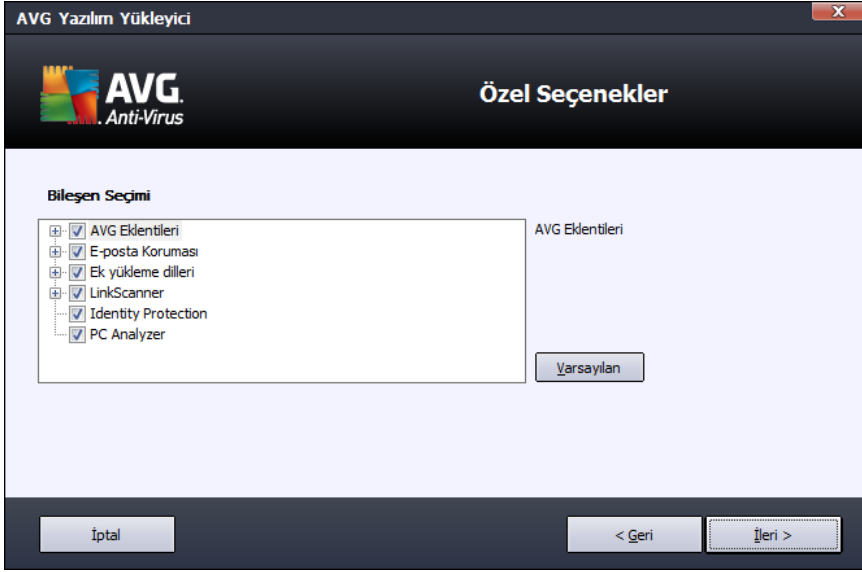 AVG Yazılım Yükleyici
AVG.
Anti-Virus
Özel Seçenekler
Bileşen Seçimi
AVG Eklentileri
E-posta Koruması
Ek yükleme dilleri
LinkScanner
Identity Protection
PC Analyzer
AVG Eklentileri
Varsayılan
İptal
< Geri
İleri >